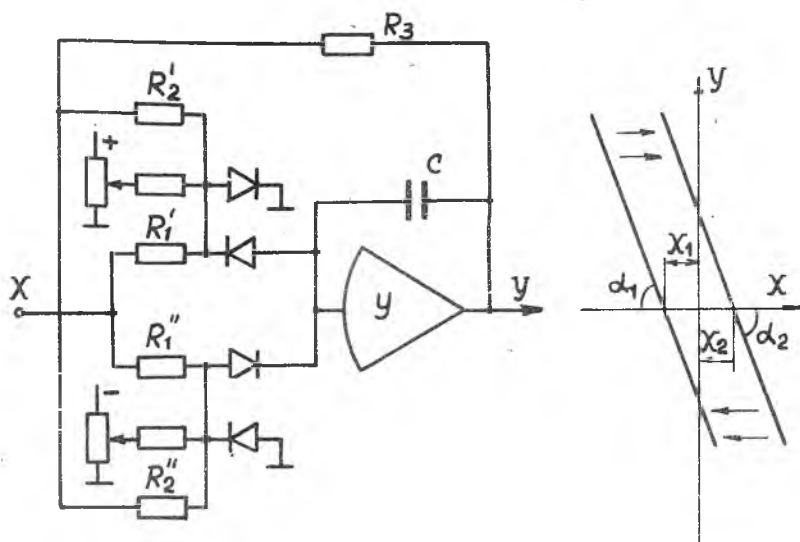 R3
R2'
+
C
R1'
X
y
y
R1''
-
R2''
y
X1
α1
X
X2
α2